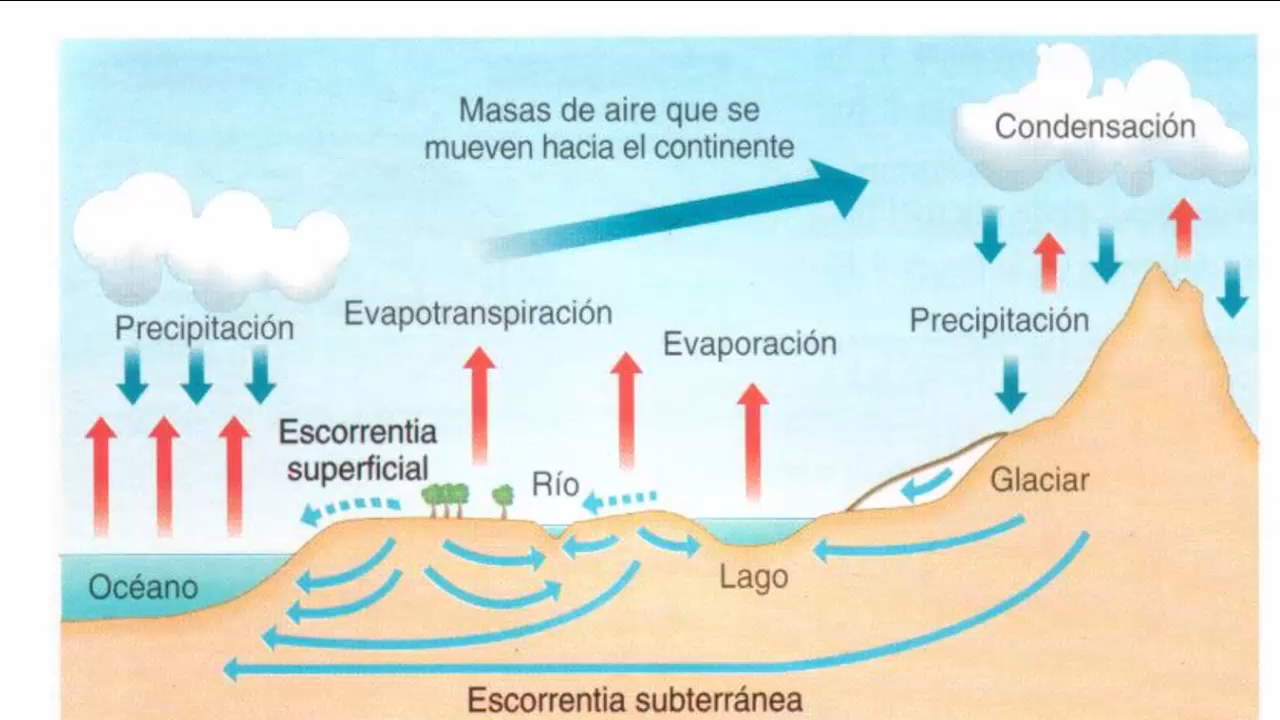 Masas de aire que se
mueven hacia el continente
Condensación
Precipitación
Evapotranspiración
Evaporación
Precipitación
Escorrentia
superficial
Río
Glaciar
Océano
Lago
Escorrentia subterránea